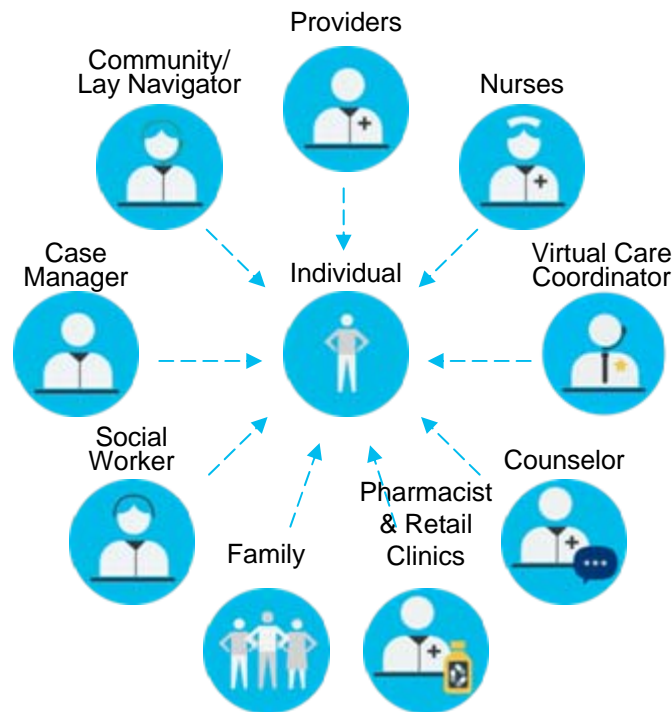 Providers
Community/
Lay Navigator
Nurses
Case
Manager
Individual
Virtual Care
Coordinator
Social
Worker
Counselor
Pharmacist
& Retail
Clinics
Family